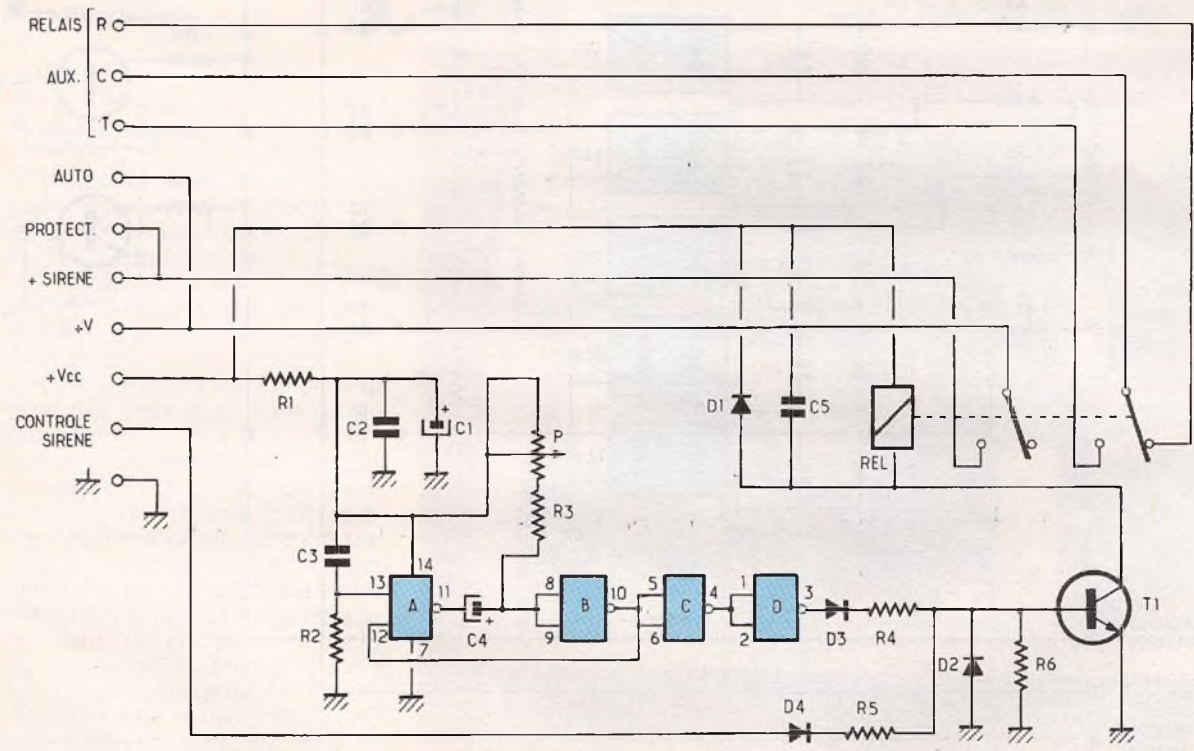 RELAIS R
AUX. C
T
AUTO
PROTECT.
+ SIRENE
+V
+Vcc
CONTROLE
SIRENE
R1
C2
C1
+
P
R3
D1
C5
REL
C3
R2
13
14
12
7
A
11
C4
+
8
9
B
10
5
6
C
4
1
2
D
3
D3
R4
D2
R6
T1
D4
R5